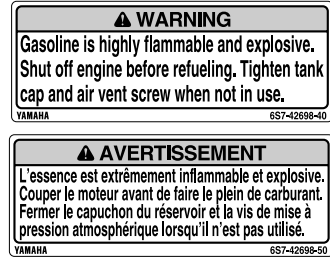 ⚠ WARNING
Gasoline is highly flammable and explosive.
Shut off engine before refueling. Tighten tank
cap and air vent screw when not in use.
YAMAHA 6S7-42698-40
⚠ AVERTISSEMENT
L'essence est extrêmement inflammable et explosive.
Couper le moteur avant de faire le plein de carburant.
Fermer le capuchon du réservoir et la vis de mise à
pression atmosphérique lorsqu'il n'est pas utilisé.
YAMAHA 6S7-42698-50